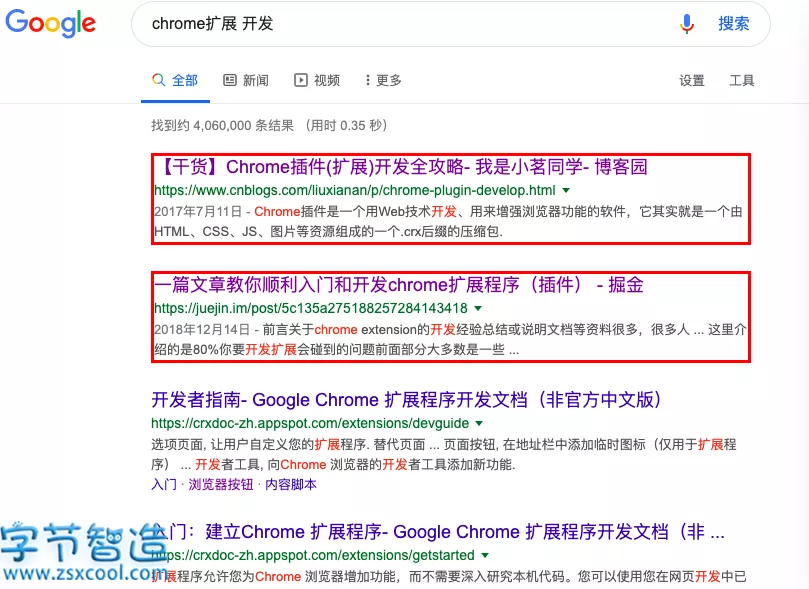 Google
chrome扩展 开发
搜索
全部 新闻 视频 更多 设置 工具
找到约 4,060,000 条结果 （用时 0.35 秒）
【干货】Chrome插件(扩展)开发全攻略- 我是小茗同学- 博客园
https://www.cnblogs.com/liuxianan/p/chrome-plugin-develop.html
2017年7月11日 - Chrome插件是一个用Web技术开发、用来增强浏览器功能的软件，它其实就是一个由
HTML、CSS、JS、图片等资源组成的一个.crx后缀的压缩包.
一篇文章教你顺利入门和开发chrome扩展程序（插件） - 掘金
https://juejin.im/post/5c135a275188257284143418
2018年12月14日 - 前言关于chrome extension的开发经验总结或说明文档等资料很多，很多人 ... 这里介
绍的是80%你要开发扩展会碰到的问题前面部分大多数是一些 ...
开发者指南- Google Chrome 扩展程序开发文档（非官方中文版）
https://crxdoc-zh.appspot.com/extensions/devguide
选项页面, 让用户自定义您的扩展程序. 替代页面 ... 页面按钮, 在地址栏中添加临时图标（仅用于扩展程
序） ... 开发者工具, 向Chrome 浏览器的开发者工具添加新功能.
入门 · 浏览器按钮 · 内容脚本
入门：建立Chrome 扩展程序- Google Chrome 扩展程序开发文档（非 ...
https://crxdoc-zh.appspot.com/extensions/getstarted
扩展程序允许您为Chrome 浏览器增加功能，而不需要深入研究本机代码。您可以使用您在网页开发中已
字节智造
www.zsxcool.com